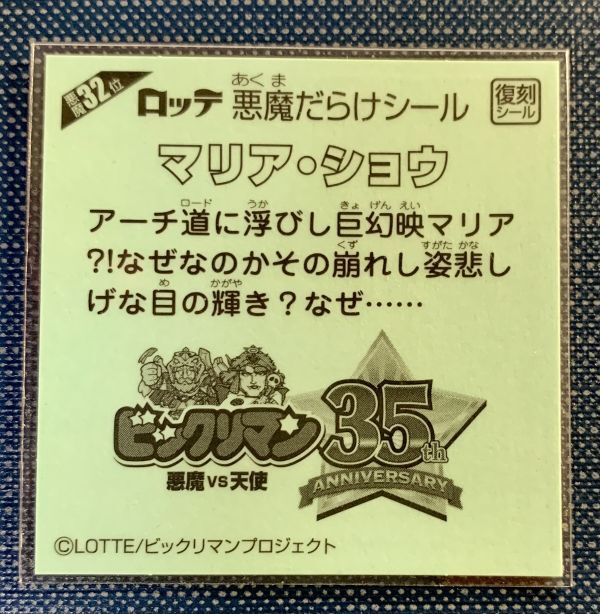 悪魔32位
ロッテ 悪魔だらけシール
あくま
復刻
シール
マリア・ショウ
ロード うか きょ げん えい
アーチ道に浮びし巨幻映マリア
くず すがた かな
?!なぜなのかその崩れし姿悲し
め かがや
げな目の輝き?なぜ……
ビックリマン
悪魔VS天使
35th
ANNIVERSARY
©LOTTE/ビックリマンプロジェクト